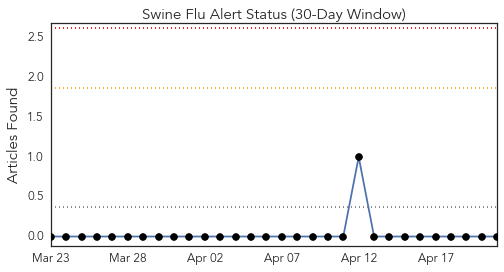 Swine Flu Alert Status (30-Day Window)
Articles Found
2.5
2.0
1.5
1.0
0.5
0.0
Mar 23 Mar 28 Apr 02 Apr 07 Apr 12 Apr 17